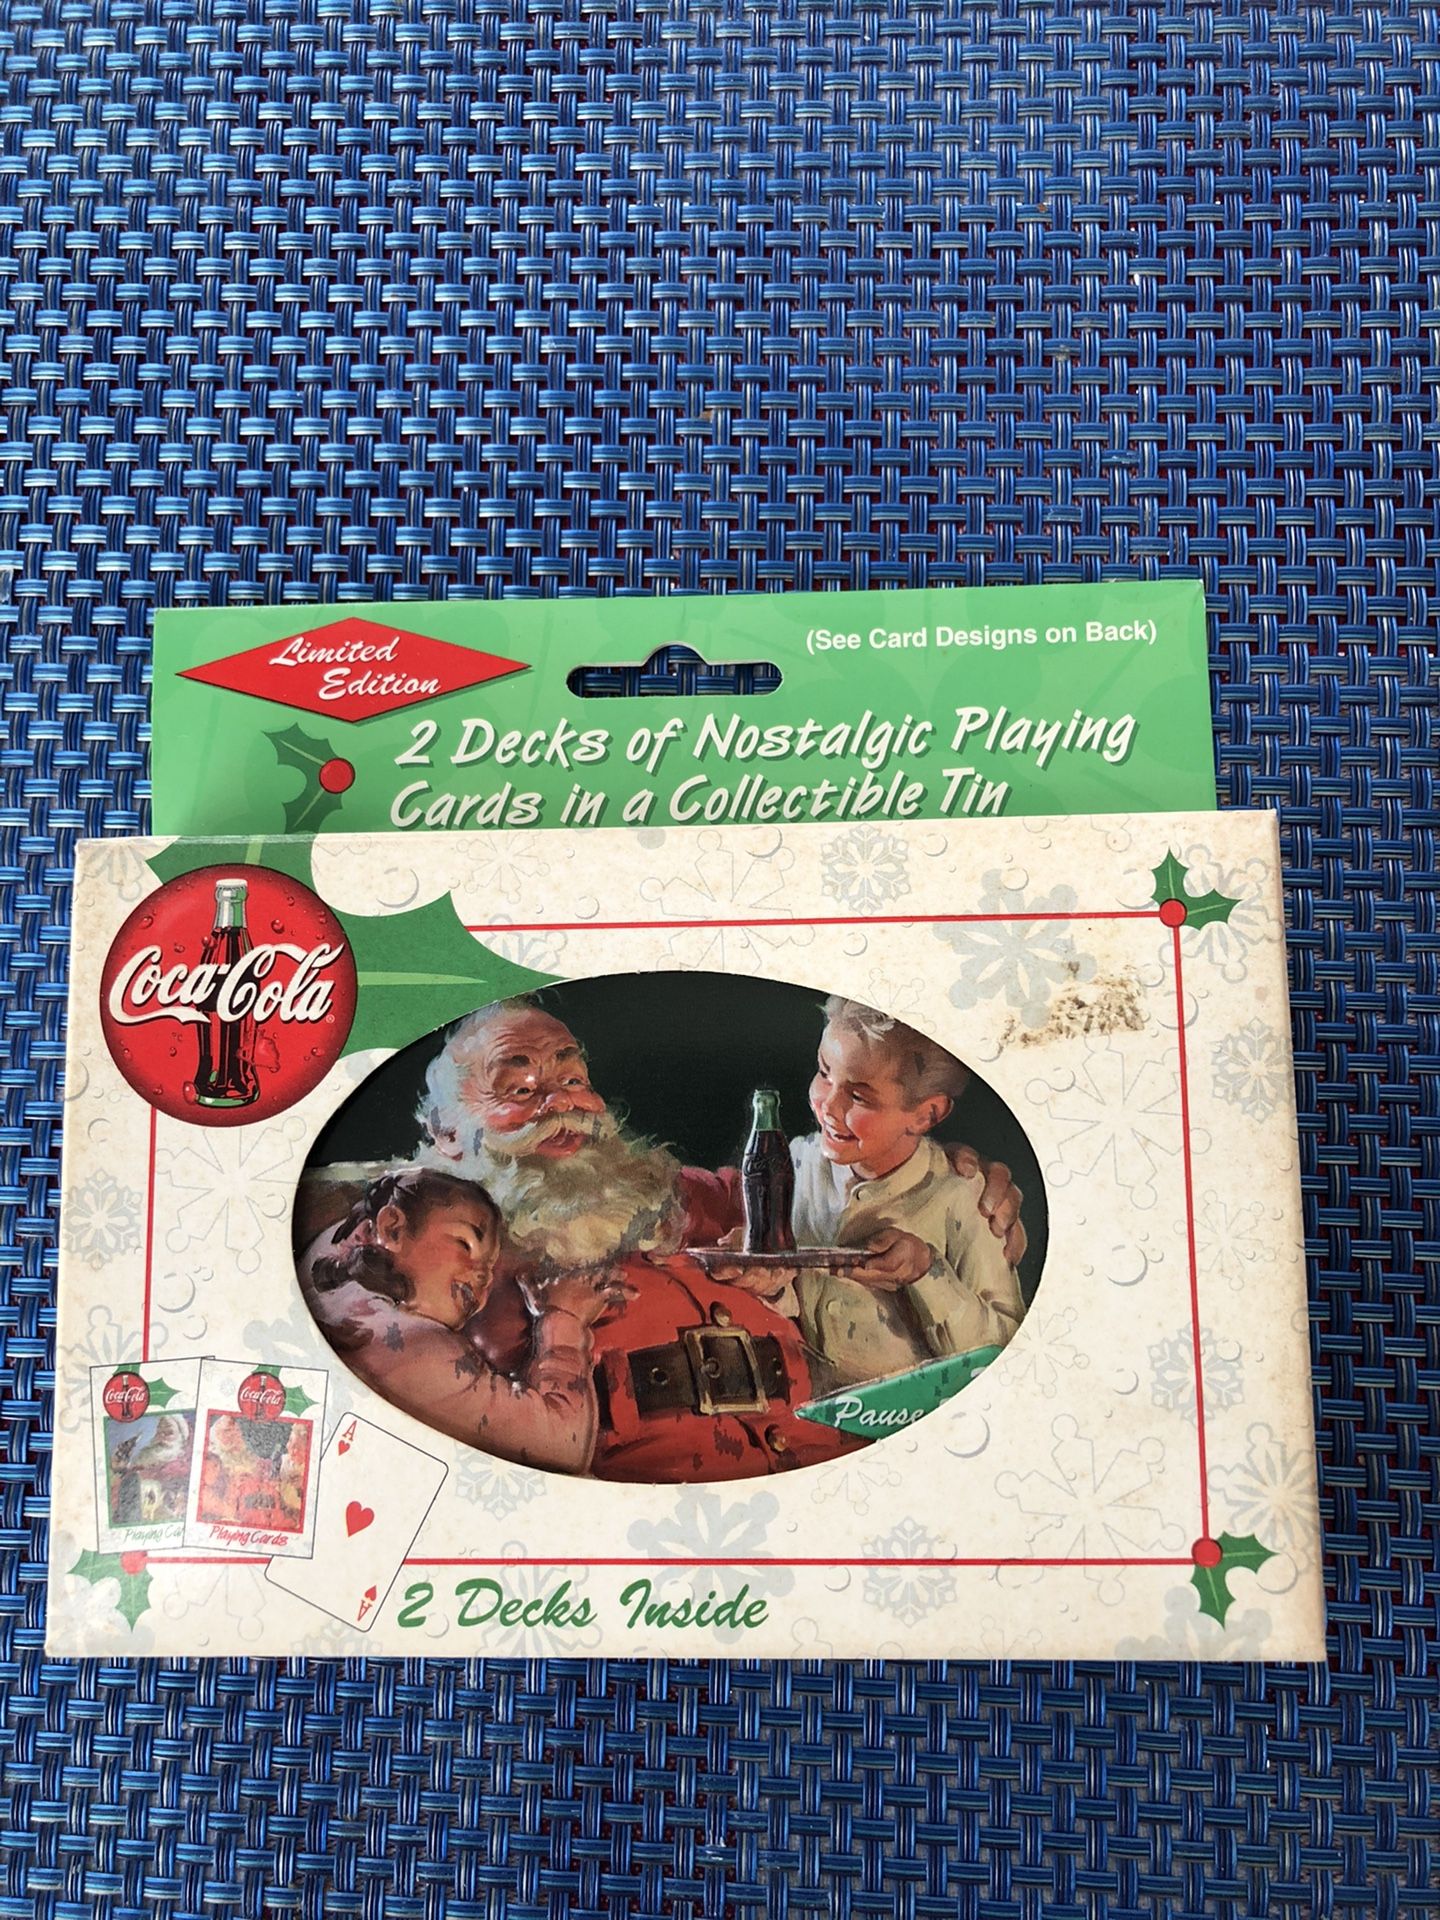 Limited
Edition
(See Card Designs on Back)
2 Decks of Nostalgic Playing
Cards in a Collectible Tin
Coca-Cola
Pause
Coca-Cola
Coca-Cola
A
Playing Car
Playing Cards
A
2 Decks Inside